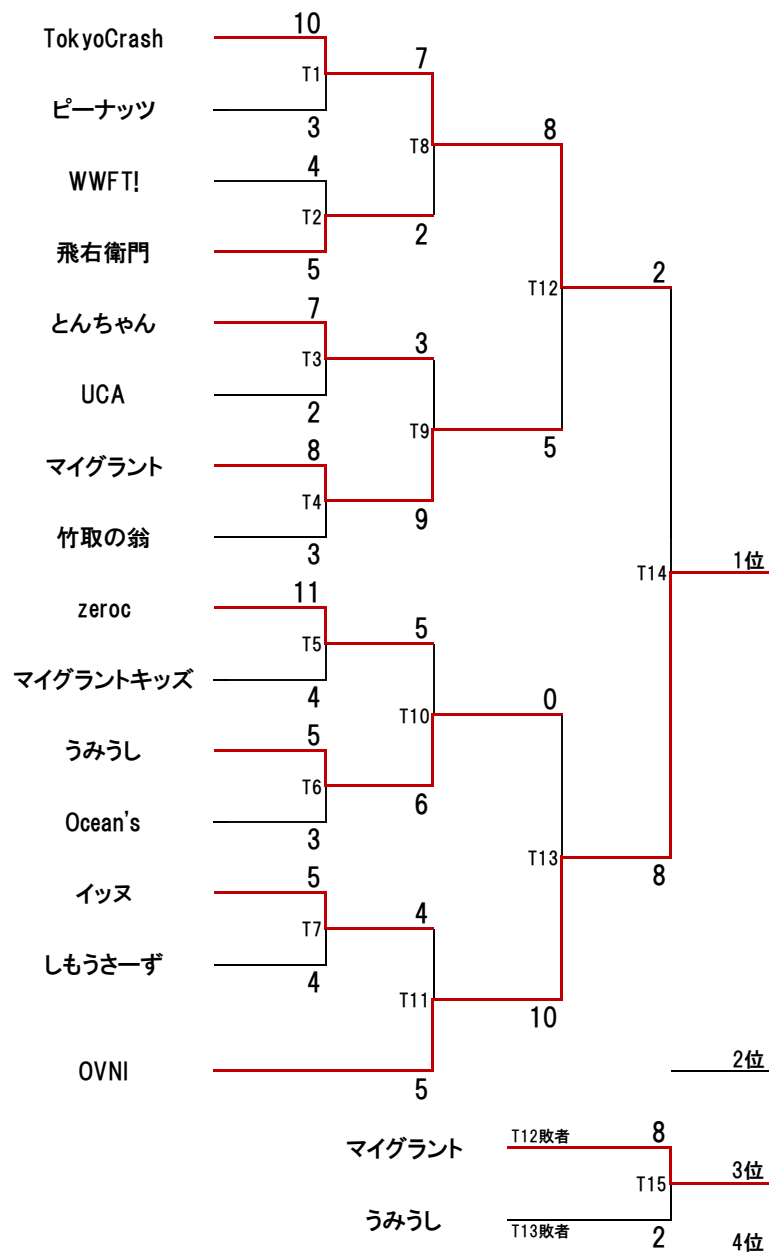 10
TokyoCrash
7
T1
ピーナッツ
3
8
4
T8
WWFT!
T2
2
飛右衛門
5
2
T12
7
とんちゃん
3
T3
UCA
2
T9
5
8
マイグラント
T4
9
竹取の翁
3
1位
T14
11
zeroc
5
T5
マイグラントキッズ
4
0
T10
5
うみうし
T6
6
Ocean's
3
T13
8
5
イッヌ
4
T7
しもうさーず
4
T11
10
2位
OVNI
5
T12敗者
8
マイグラント
3位
T15
うみうし
T13敗者
2
4位